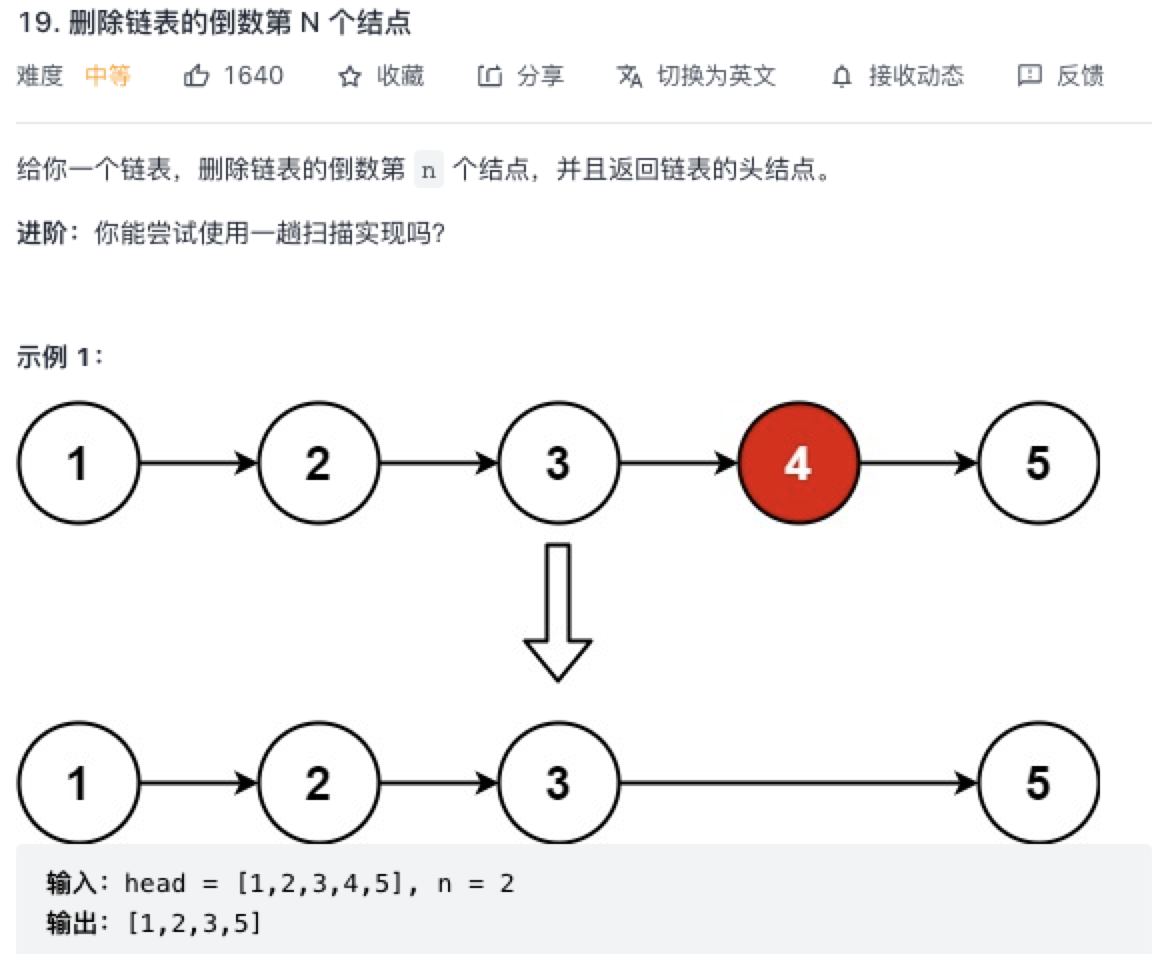 19. 删除链表的倒数第 N 个结点
难度 中等 1640 收藏 分享 切换为英文 接收动态 反馈
给你一个链表，删除链表的倒数第 n 个结点，并且返回链表的头结点。
进阶：你能尝试使用一趟扫描实现吗？
示例 1：
1 2 3 4 5
1 2 3 5
输入：head = [1,2,3,4,5], n = 2
输出：[1,2,3,5]